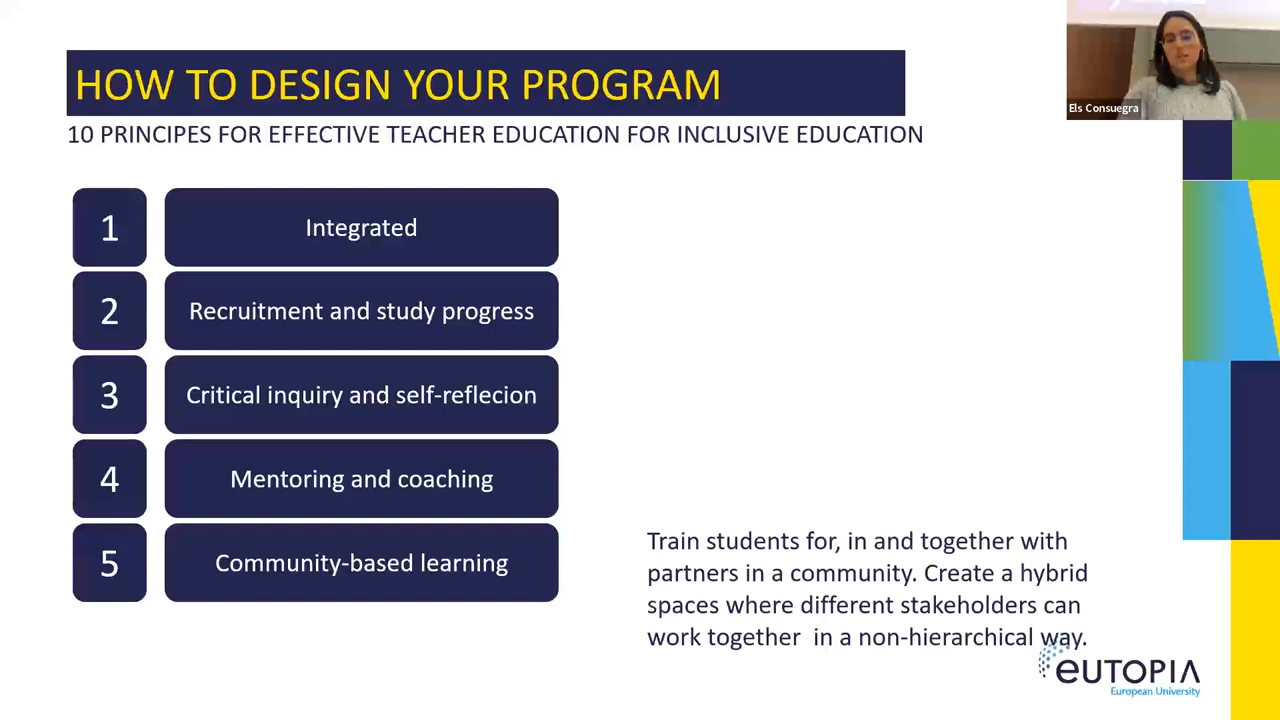 HOW TO DESIGN YOUR PROGRAM
Els Consuegra
10 PRINCIPES FOR EFFECTIVE TEACHER EDUCATION FOR INCLUSIVE EDUCATION
1 Integrated
2 Recruitment and study progress
3 Critical inquiry and self-reflecion
4 Mentoring and coaching
5 Community-based learning
Train students for, in and together with
partners in a community. Create a hybrid
spaces where different stakeholders can
work together in a non-hierarchical way.
eUTOPIA
European University